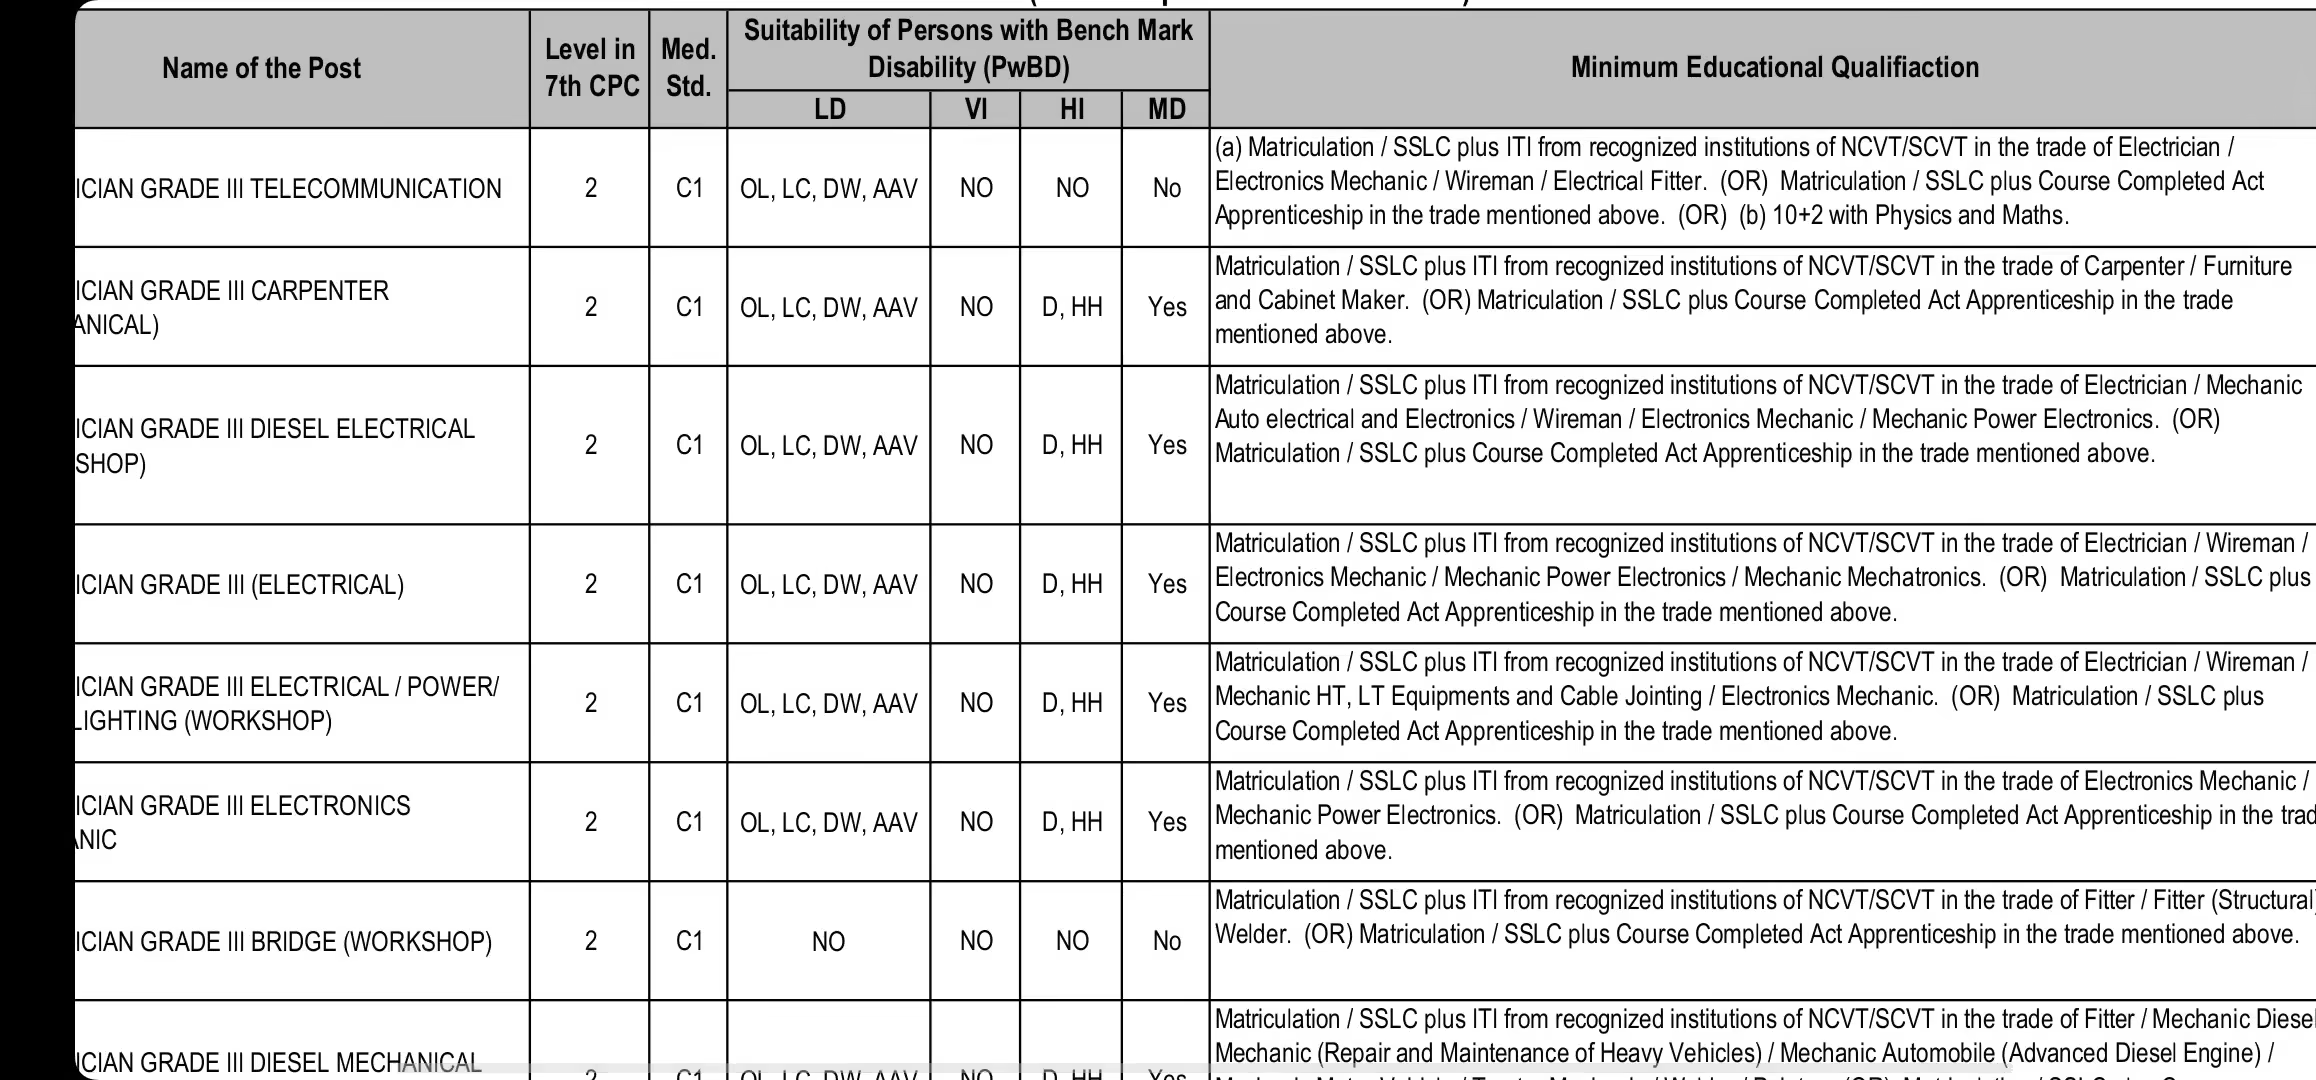 Name of the Post
Level in
7th CPC
Med.
Std.
Suitability of Persons with Bench Mark
Disability (PwBD)
LD VI HI MD
Minimum Educational Qualifiaction
ICIAN GRADE III TELECOMMUNICATION
2 C1 OL, LC, DW, AAV NO NO No
(a) Matriculation / SSLC plus ITI from recognized institutions of NCVT/SCVT in the trade of Electrician /
Electronics Mechanic / Wireman / Electrical Fitter. (OR) Matriculation / SSLC plus Course Completed Act
Apprenticeship in the trade mentioned above. (OR) (b) 10+2 with Physics and Maths.
ICIAN GRADE III CARPENTER
ANICAL)
2 C1 OL, LC, DW, AAV NO D, HH Yes
Matriculation / SSLC plus ITI from recognized institutions of NCVT/SCVT in the trade of Carpenter / Furniture
and Cabinet Maker. (OR) Matriculation / SSLC plus Course Completed Act Apprenticeship in the trade
mentioned above.
ICIAN GRADE III DIESEL ELECTRICAL
SHOP)
2 C1 OL, LC, DW, AAV NO D, HH Yes
Matriculation / SSLC plus ITI from recognized institutions of NCVT/SCVT in the trade of Electrician / Mechanic
Auto electrical and Electronics / Wireman / Electronics Mechanic / Mechanic Power Electronics. (OR)
Matriculation / SSLC plus Course Completed Act Apprenticeship in the trade mentioned above.
ICIAN GRADE III (ELECTRICAL)
2 C1 OL, LC, DW, AAV NO D, HH Yes
Matriculation / SSLC plus ITI from recognized institutions of NCVT/SCVT in the trade of Electrician / Wireman /
Electronics Mechanic / Mechanic Power Electronics / Mechanic Mechatronics. (OR) Matriculation / SSLC plus
Course Completed Act Apprenticeship in the trade mentioned above.
ICIAN GRADE III ELECTRICAL / POWER/
LIGHTING (WORKSHOP)
2 C1 OL, LC, DW, AAV NO D, HH Yes
Matriculation / SSLC plus ITI from recognized institutions of NCVT/SCVT in the trade of Electrician / Wireman /
Mechanic HT, LT Equipments and Cable Jointing / Electronics Mechanic. (OR) Matriculation / SSLC plus
Course Completed Act Apprenticeship in the trade mentioned above.
ICIAN GRADE III ELECTRONICS
ANIC
2 C1 OL, LC, DW, AAV NO D, HH Yes
Matriculation / SSLC plus ITI from recognized institutions of NCVT/SCVT in the trade of Electronics Mechanic /
Mechanic Power Electronics. (OR) Matriculation / SSLC plus Course Completed Act Apprenticeship in the trad
mentioned above.
ICIAN GRADE III BRIDGE (WORKSHOP)
2 C1 NO NO NO No
Matriculation / SSLC plus ITI from recognized institutions of NCVT/SCVT in the trade of Fitter / Fitter (Structural)
Welder. (OR) Matriculation / SSLC plus Course Completed Act Apprenticeship in the trade mentioned above.
ICIAN GRADE III DIESEL MECHANICAL
2 C1 OL, LC, DW, AAV NO D, HH Yes
Matriculation / SSLC plus ITI from recognized institutions of NCVT/SCVT in the trade of Fitter / Mechanic Diesel
Mechanic (Repair and Maintenance of Heavy Vehicles) / Mechanic Automobile (Advanced Diesel Engine) /